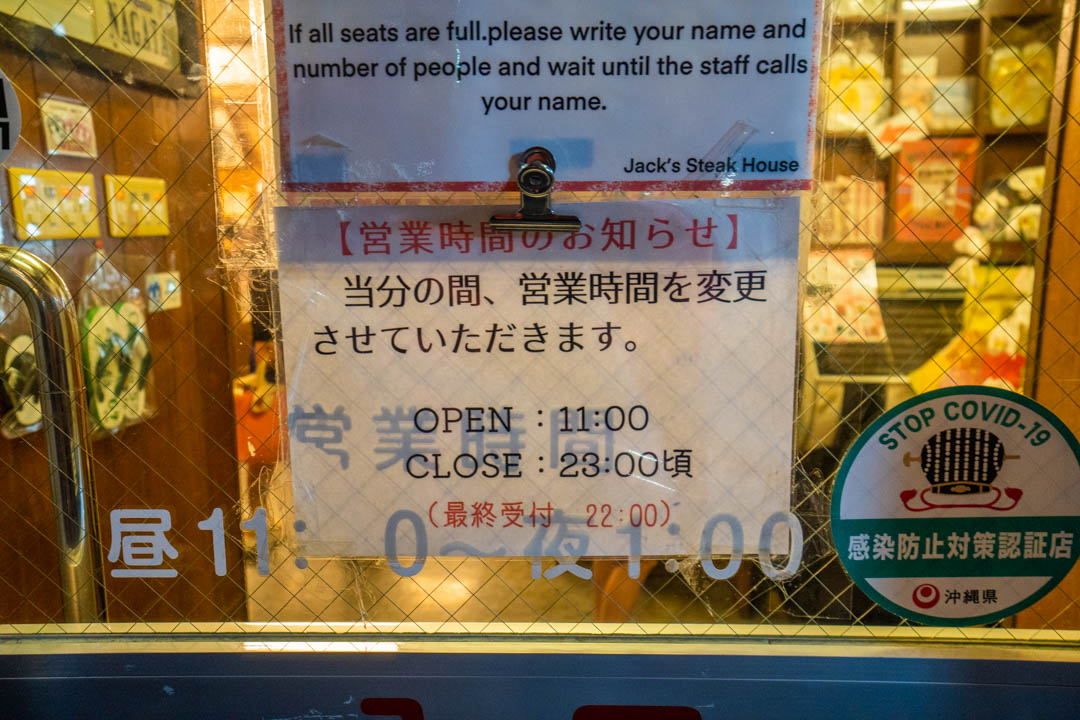 NAGATA
If all seats are full.please write your name and
number of people and wait until the staff calls
your name.
Jack's Steak House
【営業時間のお知らせ】
当分の間、営業時間を変更
させていただきます。
OPEN : 11:00
CLOSE : 23:00頃
(最終受付 22:00)
営業時間
昼11: 0〜夜1:00
STOP COVID-19
感染防止対策認証店
沖縄県